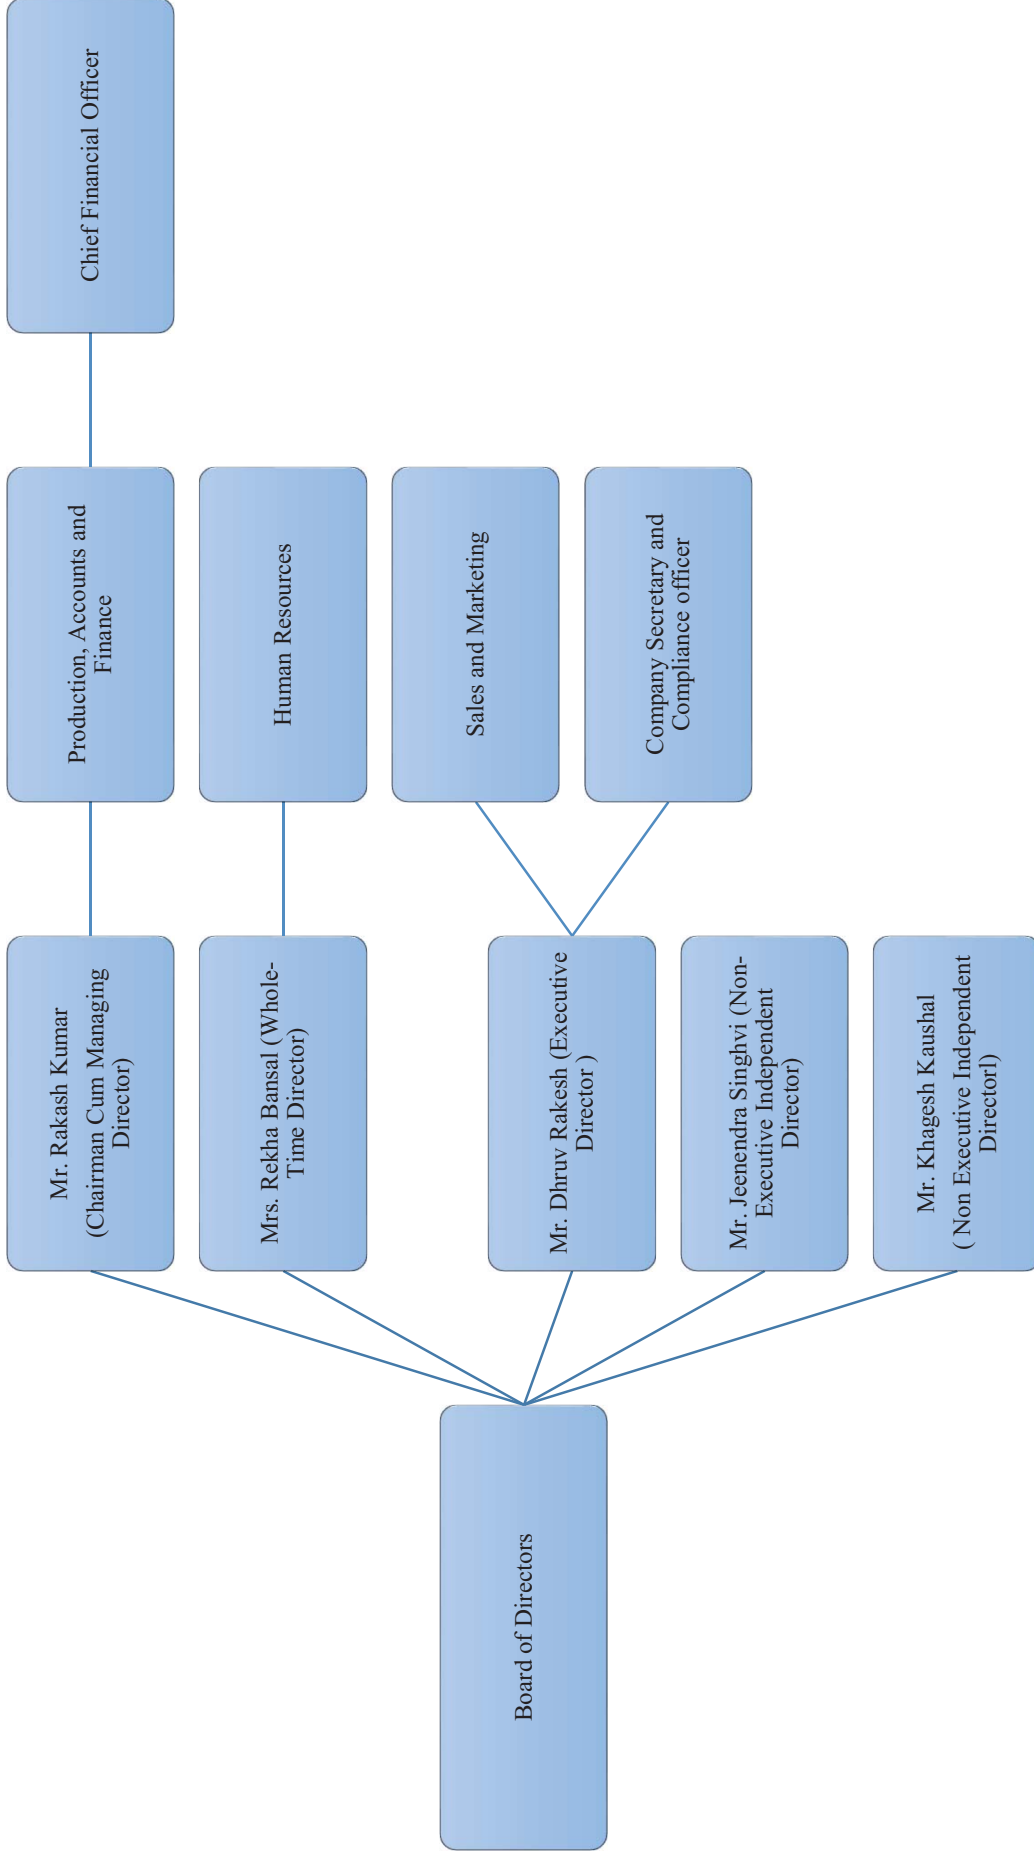 Board of Directors
Mr. Rakash Kumar
(Chairman Cum Managing
Director)
Production, Accounts and
Finance
Chief Financial Officer
Mrs. Rekha Bansal (Whole-
Time Director)
Human Resources
Mr. Dhruv Rakesh (Executive
Director )
Sales and Marketing
Company Secretary and
Compliance officer
Mr. Jeenendra Singhvi (Non-
Executive Independent
Director)
Mr. Khagesh Kaushal
( Non Executive Independent
Directorl)